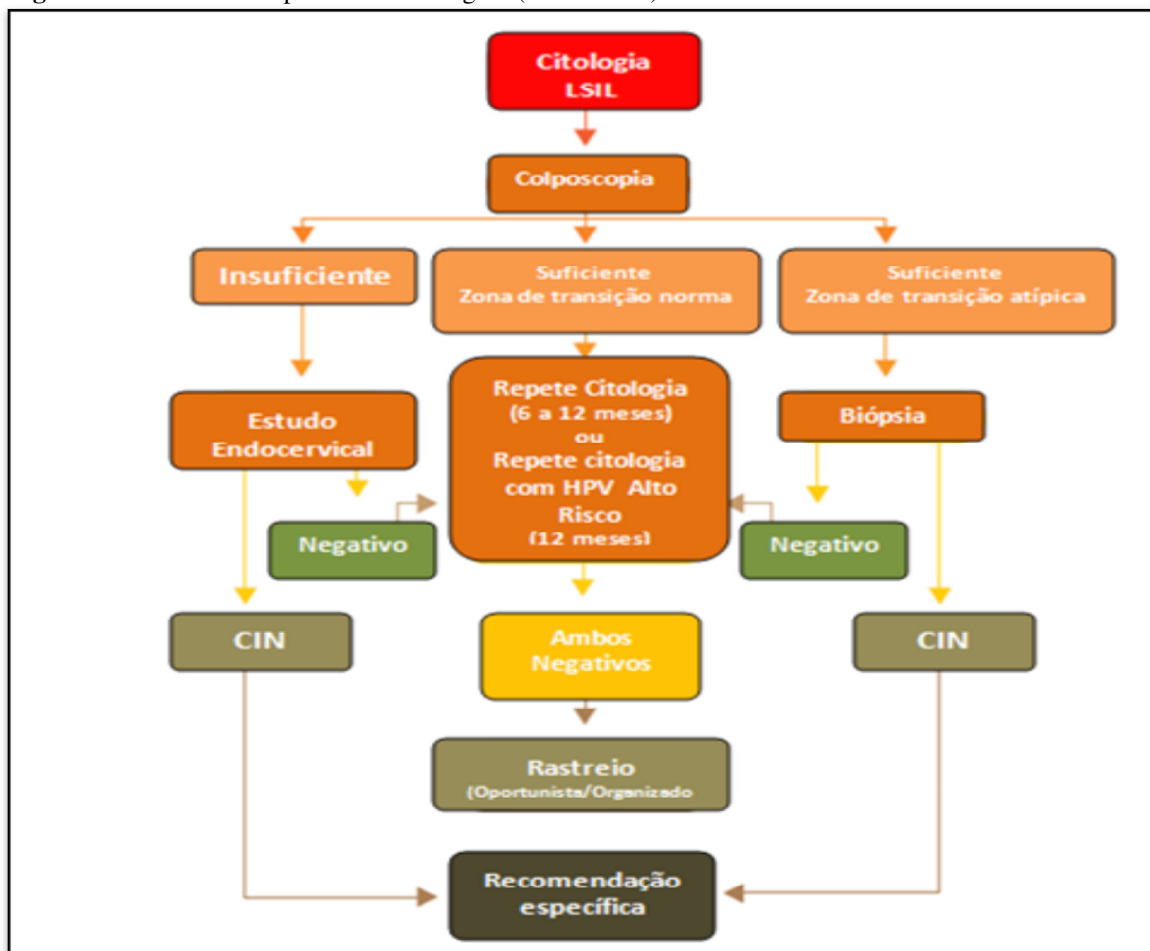 Citologia
LSIL
Colposcopia
Insuficiente
Suficiente
Zona de transição norma
Suficiente
Zona de transição atípica
Estudo
Endocervical
Repete Citologia
(6 a 12 meses)
ou
Repete citologia
com HPV Alto
Risco
(12 meses)
Biópsia
Negativo
Negativo
CIN
Ambos
Negativos
CIN
Rastreio
(Oportunista/Organizado
Recomendação
específica